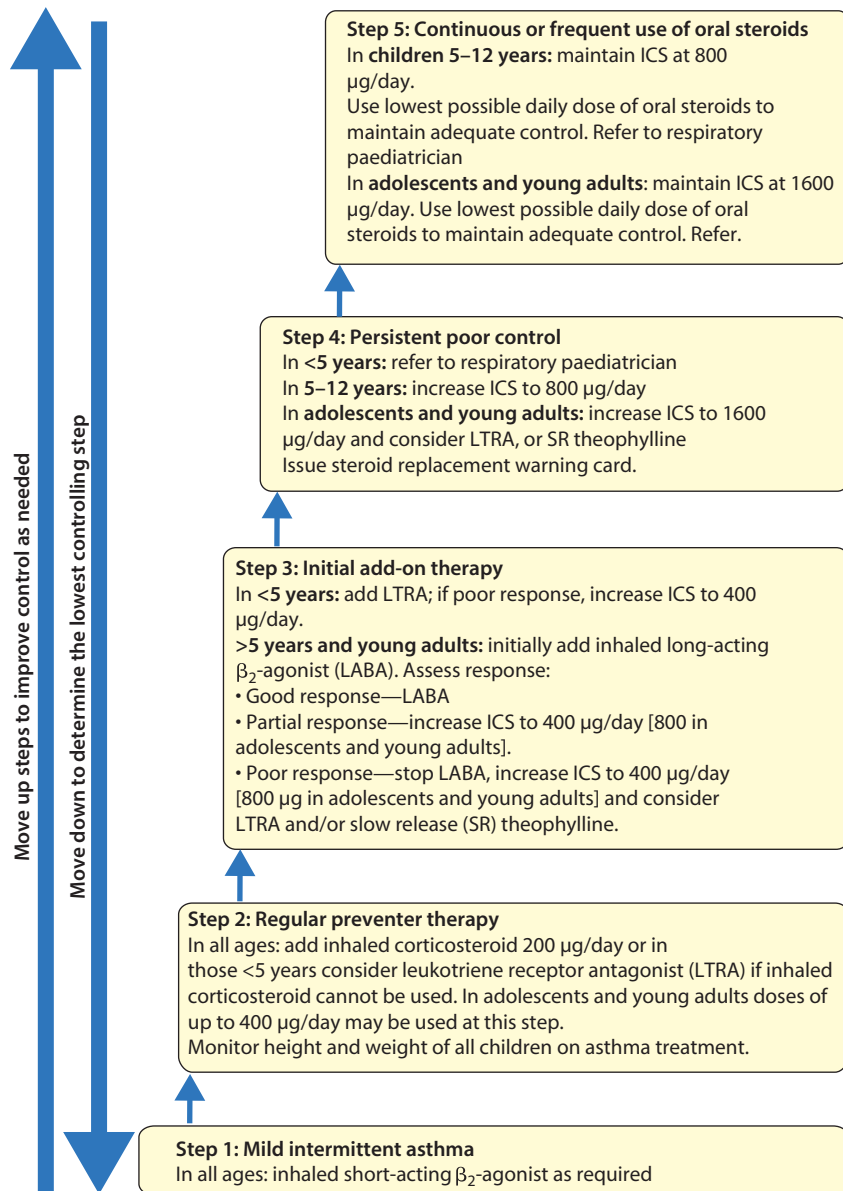 Move up steps to improve control as needed
Move down to determine the lowest controlling step
Step 5: Continuous or frequent use of oral steroids
In children 5–12 years: maintain ICS at 800
µg/day.
Use lowest possible daily dose of oral steroids to
maintain adequate control. Refer to respiratory
paediatrician
In adolescents and young adults: maintain ICS at 1600
µg/day. Use lowest possible daily dose of oral
steroids to maintain adequate control. Refer.
Step 4: Persistent poor control
In <5 years: refer to respiratory paediatrician
In 5–12 years: increase ICS to 800 µg/day
In adolescents and young adults: increase ICS to 1600
µg/day and consider LTRA, or SR theophylline
Issue steroid replacement warning card.
Step 3: Initial add-on therapy
In <5 years: add LTRA; if poor response, increase ICS to 400
µg/day.
>5 years and young adults: initially add inhaled long-acting
β₂-agonist (LABA). Assess response:
• Good response—LABA
• Partial response—increase ICS to 400 µg/day [800 in
adolescents and young adults].
• Poor response—stop LABA, increase ICS to 400 µg/day
[800 µg in adolescents and young adults] and consider
LTRA and/or slow release (SR) theophylline.
Step 2: Regular preventer therapy
In all ages: add inhaled corticosteroid 200 µg/day or in
those <5 years consider leukotriene receptor antagonist (LTRA) if inhaled
corticosteroid cannot be used. In adolescents and young adults doses of
up to 400 µg/day may be used at this step.
Monitor height and weight of all children on asthma treatment.
Step 1: Mild intermittent asthma
In all ages: inhaled short-acting β₂-agonist as required